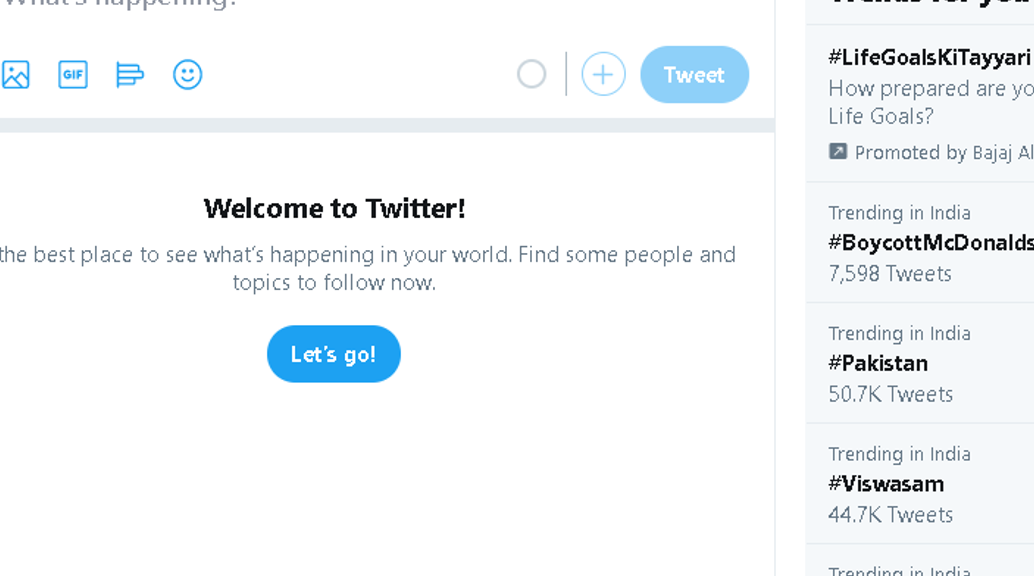 What's happening?
GIF
Tweet
Welcome to Twitter!
the best place to see what's happening in your world. Find some people and
topics to follow now.
Let's go!
Trends for you
#LifeGoalsKiTayyari
How prepared are yo
Life Goals?
Promoted by Bajaj Al
Trending in India
#BoycottMcDonalds
7,598 Tweets
Trending in India
#Pakistan
50.7K Tweets
Trending in India
#Viswasam
44.7K Tweets
Trending in India